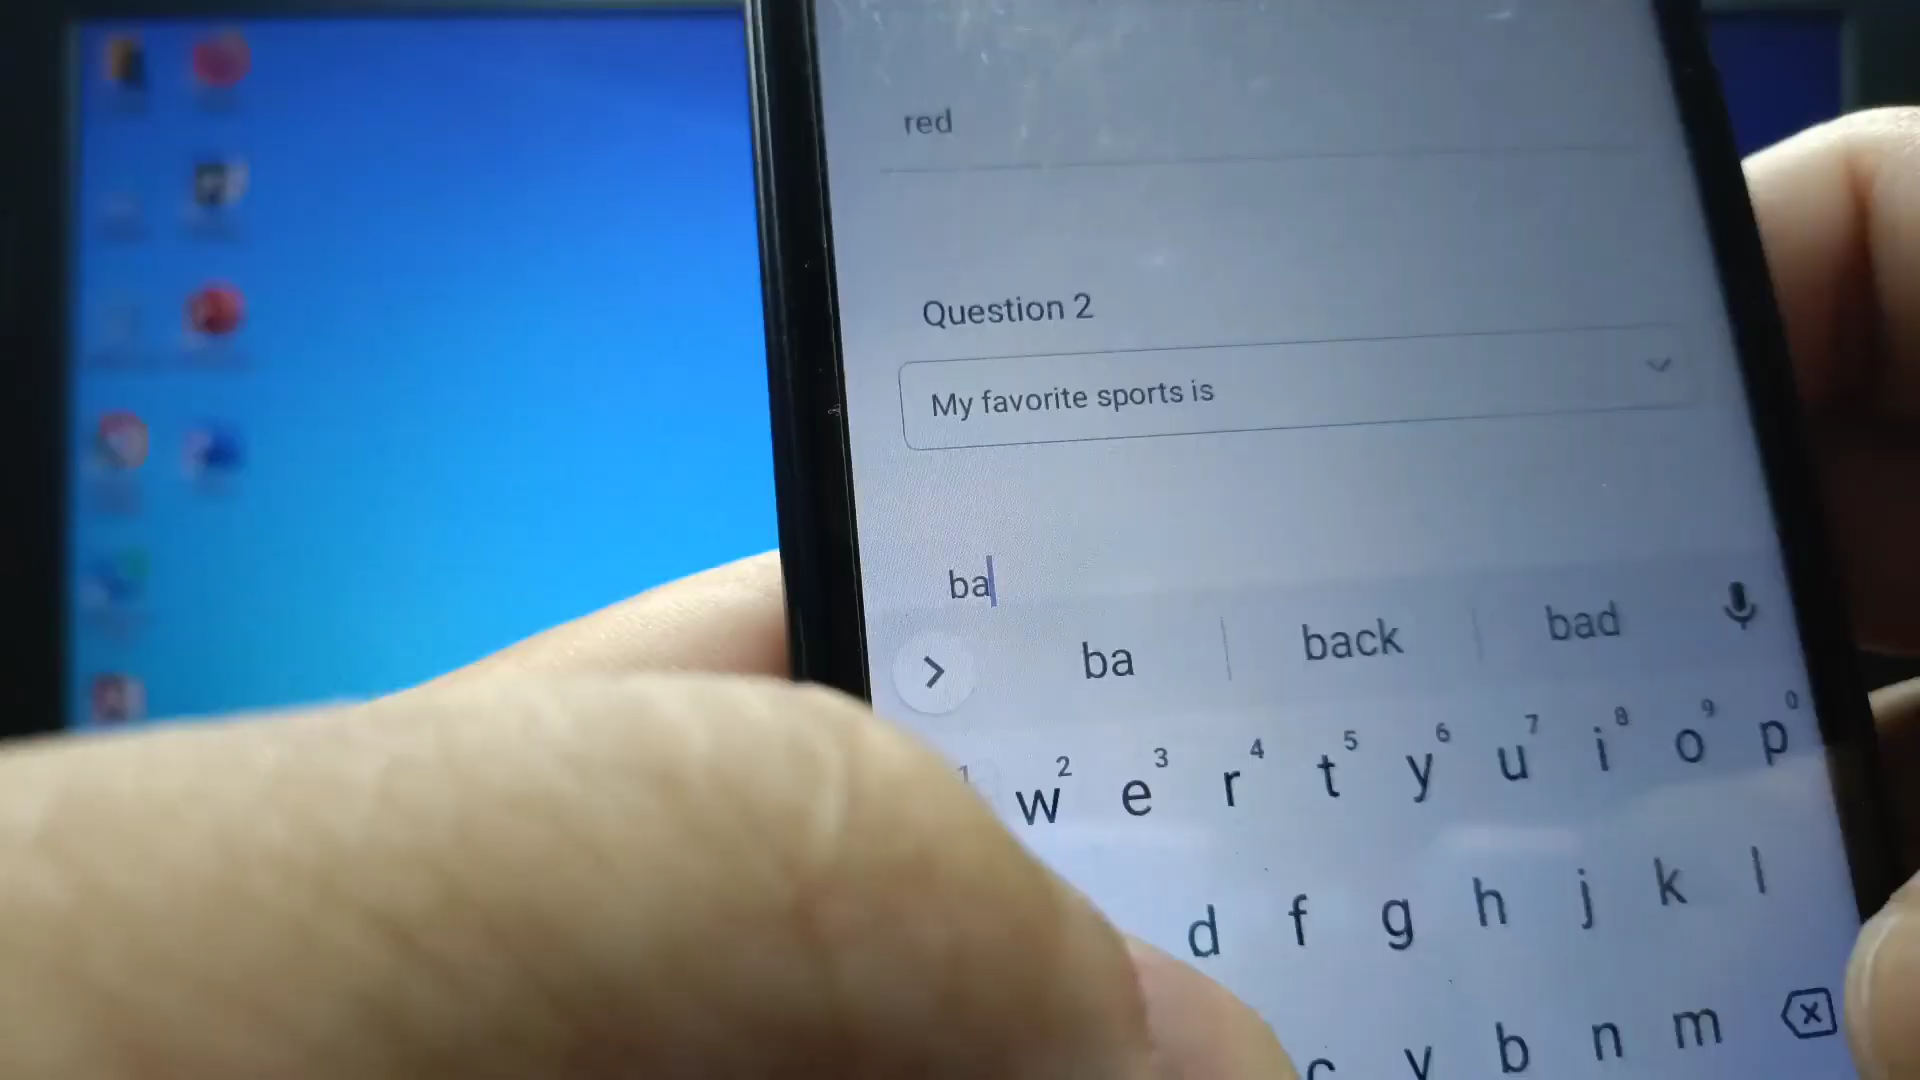 red
Question 2
My favorite sports is
ba
ba back bad
1 2 3 4 5 6 7 8 9 0
w e r t y u i o p
d f g h j k l
c v b n m